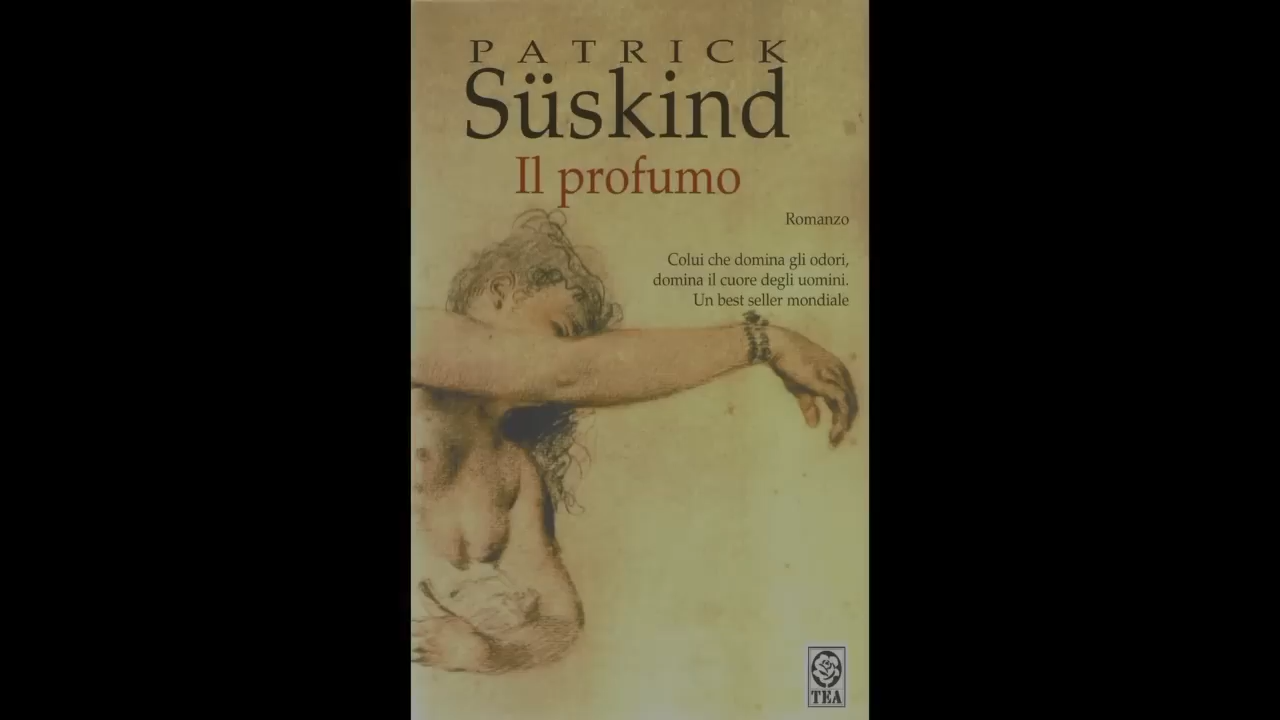 PATRICK
Süskind
Il profumo
Romanzo
Colui che domina gli odori,
domina il cuore degli uomini.
Un best seller mondiale
TEA